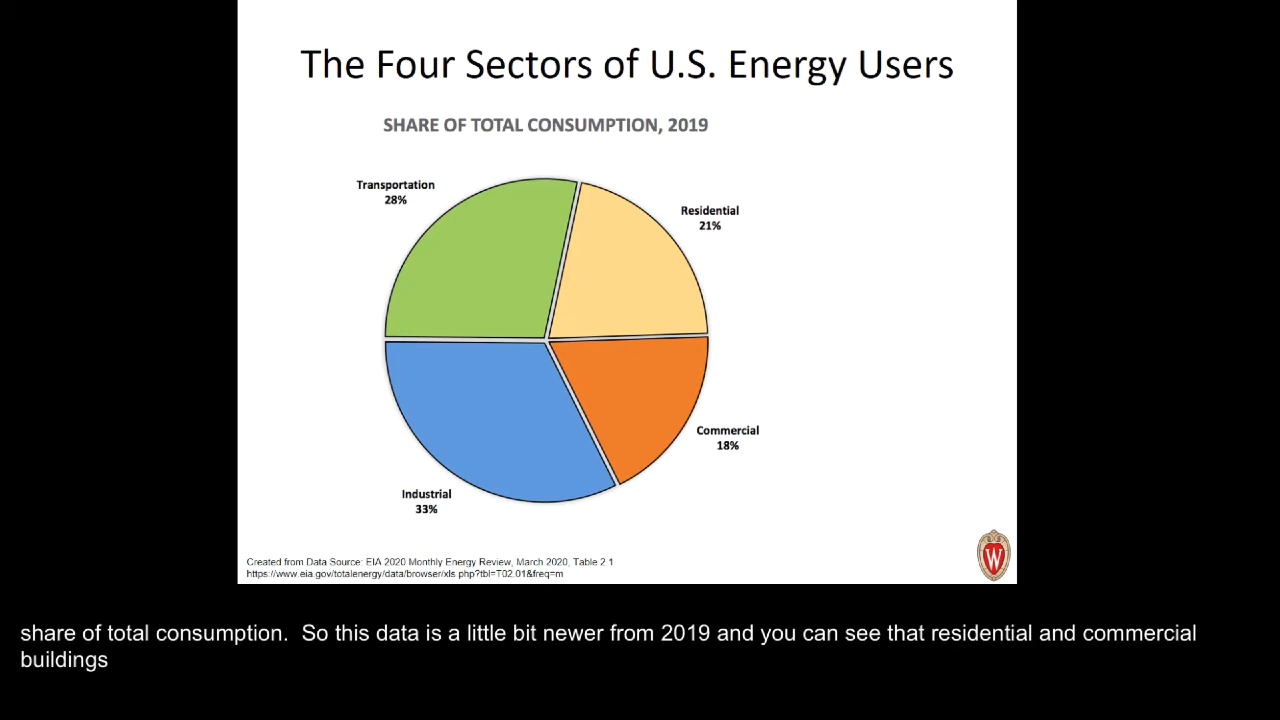 The Four Sectors of U.S. Energy Users
SHARE OF TOTAL CONSUMPTION, 2019
Transportation
28%
Residential
21%
Commercial
18%
Industrial
33%
Created from Data Source: EIA 2020 Monthly Energy Review, March 2020, Table 2.1
https://www.eia.gov/totalenergy/data/browser/xls.php?tbl=T02.01&freq=m
W
share of total consumption.  So this data is a little bit newer from 2019 and you can see that residential and commercial
buildings